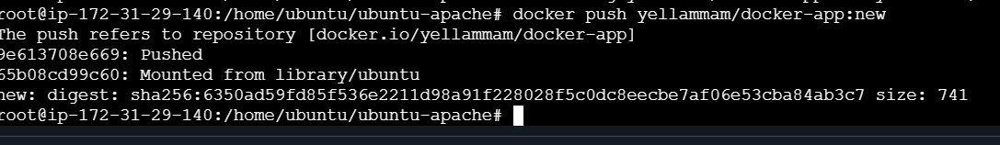 root@ip-172-31-29-140:/home/ubuntu/ubuntu-apache# docker push yellammam/docker-app:new
The push refers to repository [docker.io/yellammam/docker-app]
9e613708e669: Pushed
65b08cd99c60: Mounted from library/ubuntu
new: digest: sha256:6350ad59fd85f536e2211d98a91f228028f5c0dc8eecbe7af06e53cba84ab3c7 size: 741
root@ip-172-31-29-140:/home/ubuntu/ubuntu-apache#